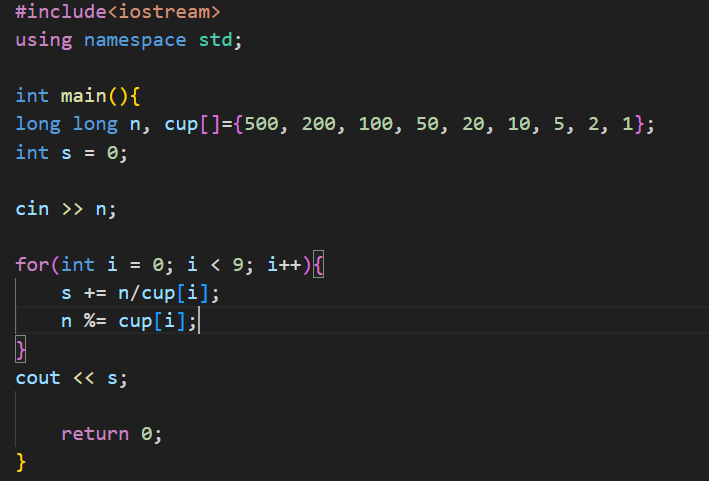 #include<iostream>
using namespace std;
int main(){
long long n, cup[]={500, 200, 100, 50, 20, 10, 5, 2, 1};
int s = 0;
cin >> n;
for(int i = 0; i < 9; i++){
s += n/cup[i];
n %= cup[i];
}
cout << s;
return 0;
}